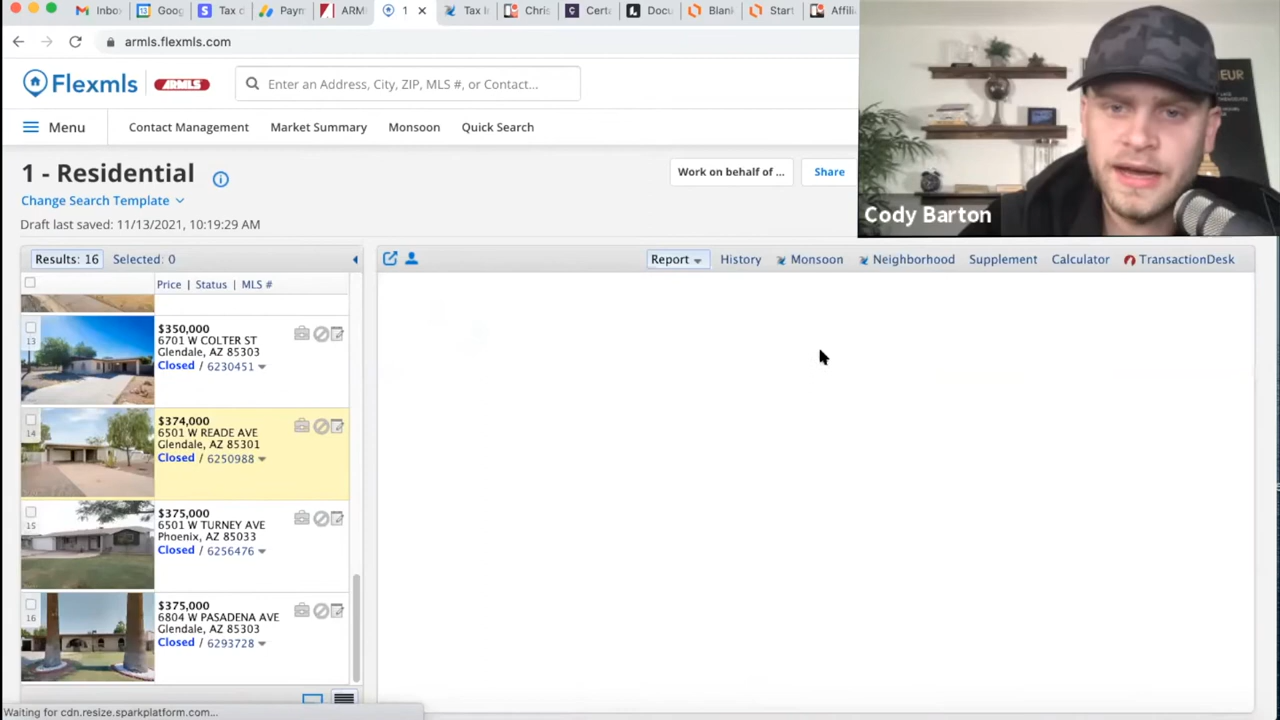 Inbo
Goog
Tax d
Paym
ARM
1
Tax I
Chris
Certa
Docu
Blank
Start
Affilia
armls.flexmls.com
Flexmls
ARMLS
Enter an Address, City, ZIP, MLS #, or Contact...
Menu
Contact Management
Market Summary
Monsoon
Quick Search
1 - Residential
Work on behalf of ...
Share
Change Search Template
Cody Barton
Draft last saved: 11/13/2021, 10:19:29 AM
Results: 16
Selected: 0
Report
History
Monsoon
Neighborhood
Supplement
Calculator
TransactionDesk
Price | Status | MLS #
13
$350,000
6701 W COLTER ST
Glendale, AZ 85303
Closed / 6230451
14
$374,000
6501 W READE AVE
Glendale, AZ 85301
Closed / 6250988
15
$375,000
6501 W TURNEY AVE
Phoenix, AZ 85033
Closed / 6256476
16
$375,000
6804 W PASADENA AVE
Glendale, AZ 85303
Closed / 6293728
Waiting for cdn.resize.sparkplatform.com...